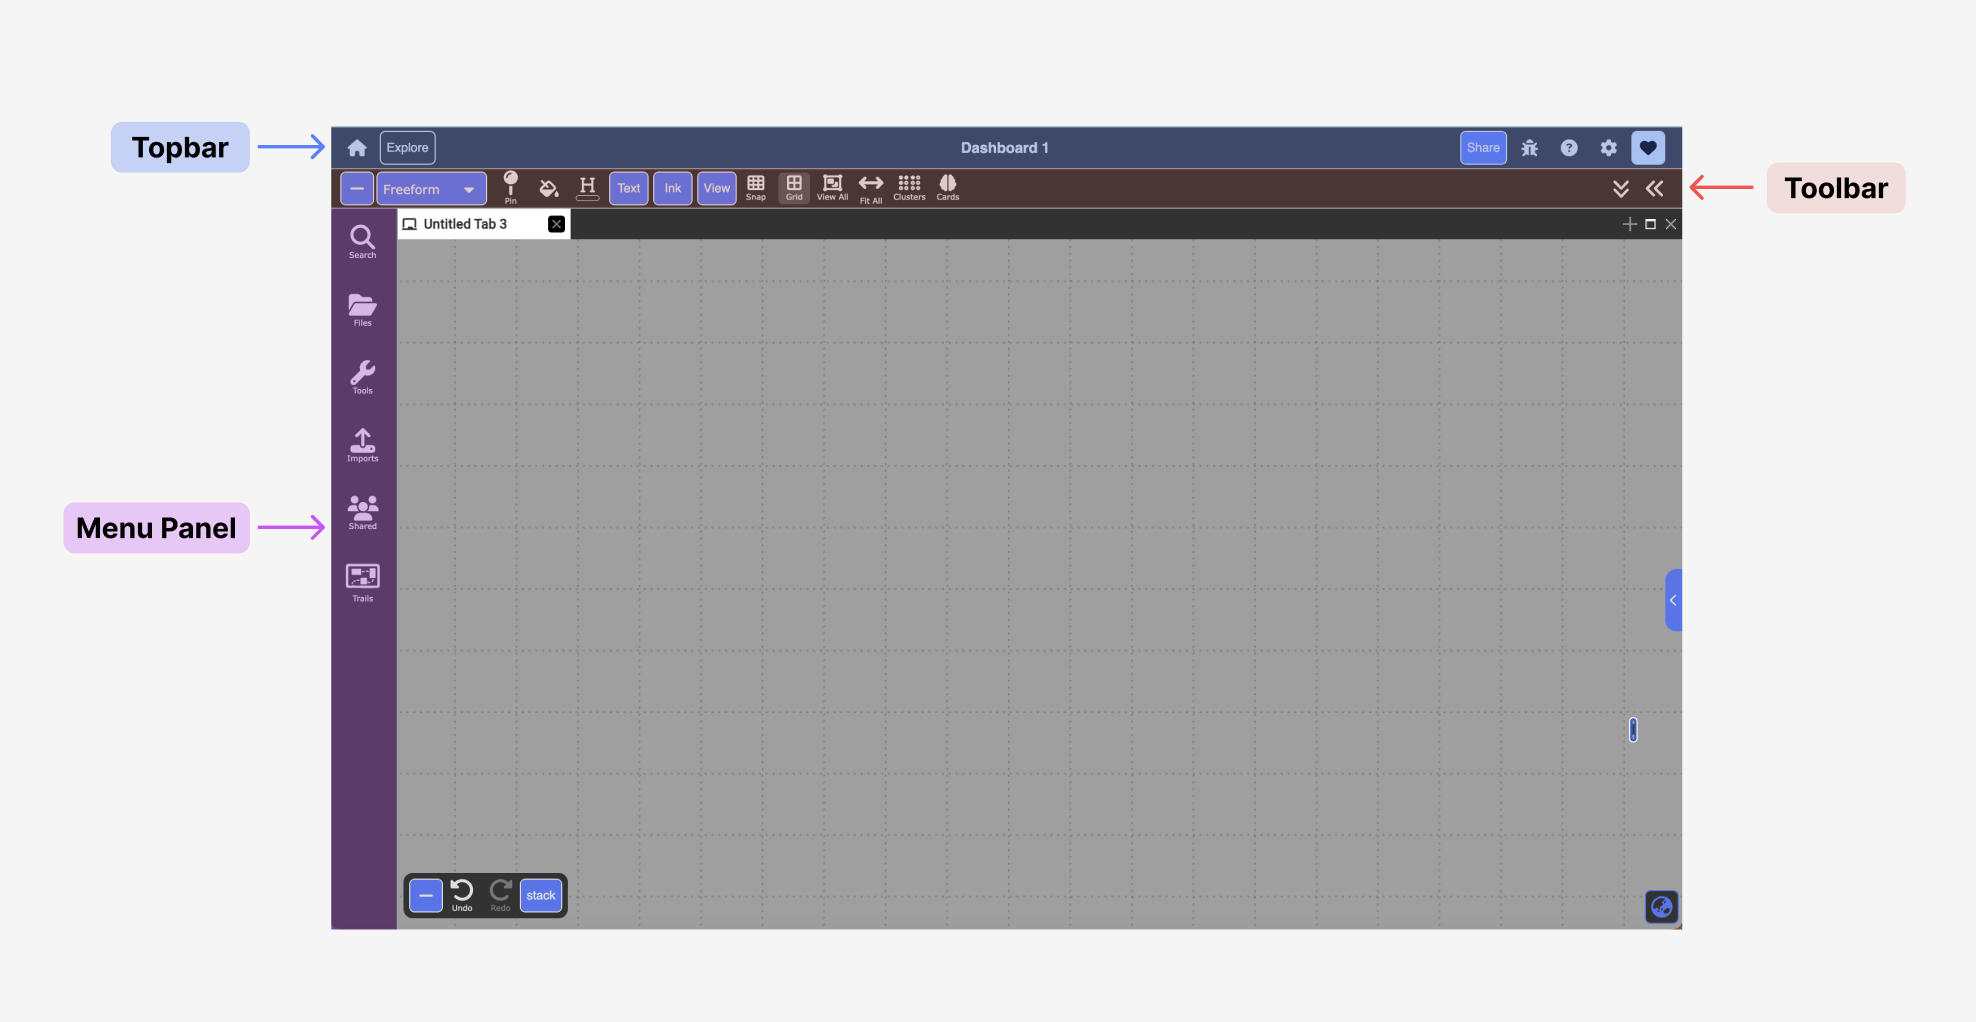 Topbar
Explore
Dashboard 1
Share
Toolbar
Freeform
Pin
H
Text
Ink
View
Snap
Grid
View All
Fit All
Clusters
Cards
Untitled Tab 3
Search
Files
Tools
Imports
Menu Panel
Shared
Trails
Undo
Redo
stack